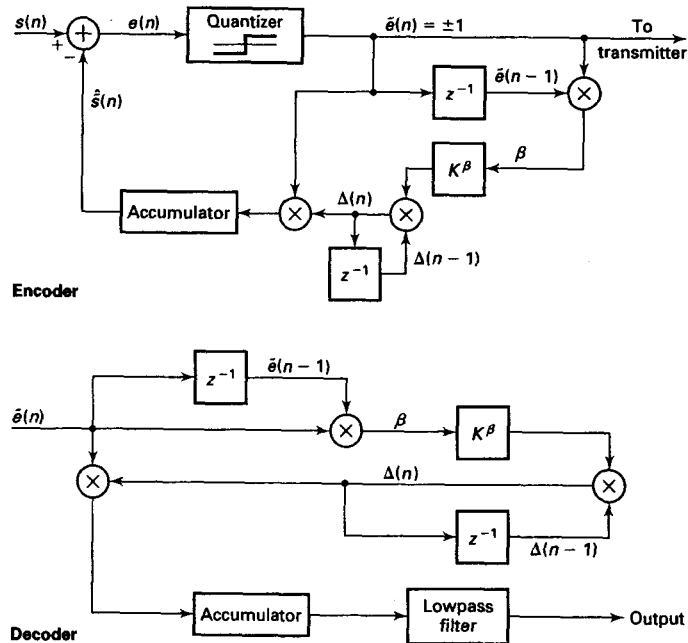 s(n)
+
−
+
e(n)
Quantizer
ẽ(n) = ±1
To
transmitter
z⁻¹
ẽ(n − 1)
×
ŝ̃(n)
K^β
β
Accumulator
×
Δ(n)
×
z⁻¹
Δ(n − 1)
Encoder
z⁻¹
ẽ(n − 1)
ẽ(n)
×
β
K^β
×
Δ(n)
×
z⁻¹
Δ(n − 1)
Accumulator
Lowpass
filter
Output
Decoder